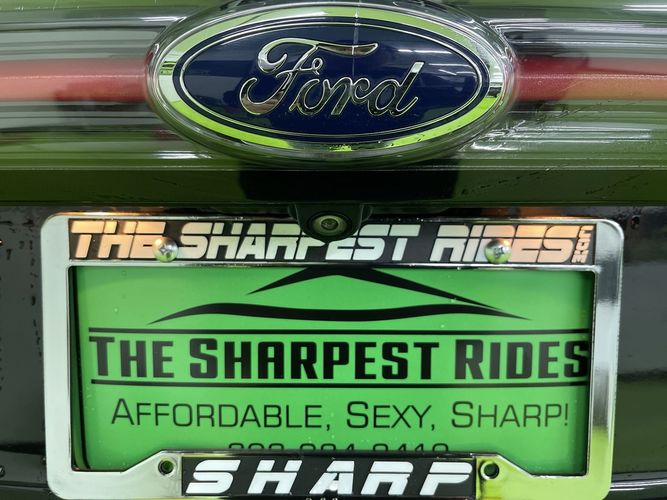 Ford
THE SHARPEST RIDES.COM
THE SHARPEST RIDES
AFFORDABLE, SEXY, SHARP!
SHARP